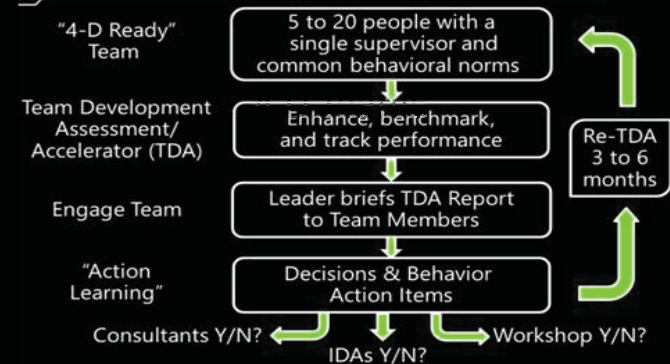 "4-D Ready"
Team
5 to 20 people with a
single supervisor and
common behavioral norms
Team Development
Assessment/
Accelerator (TDA)
Enhance, benchmark,
and track performance
Re-TDA
3 to 6
months
Engage Team
Leader briefs TDA Report
to Team Members
"Action
Learning"
Decisions & Behavior
Action Items
Consultants Y/N?
IDAs Y/N?
Workshop Y/N?